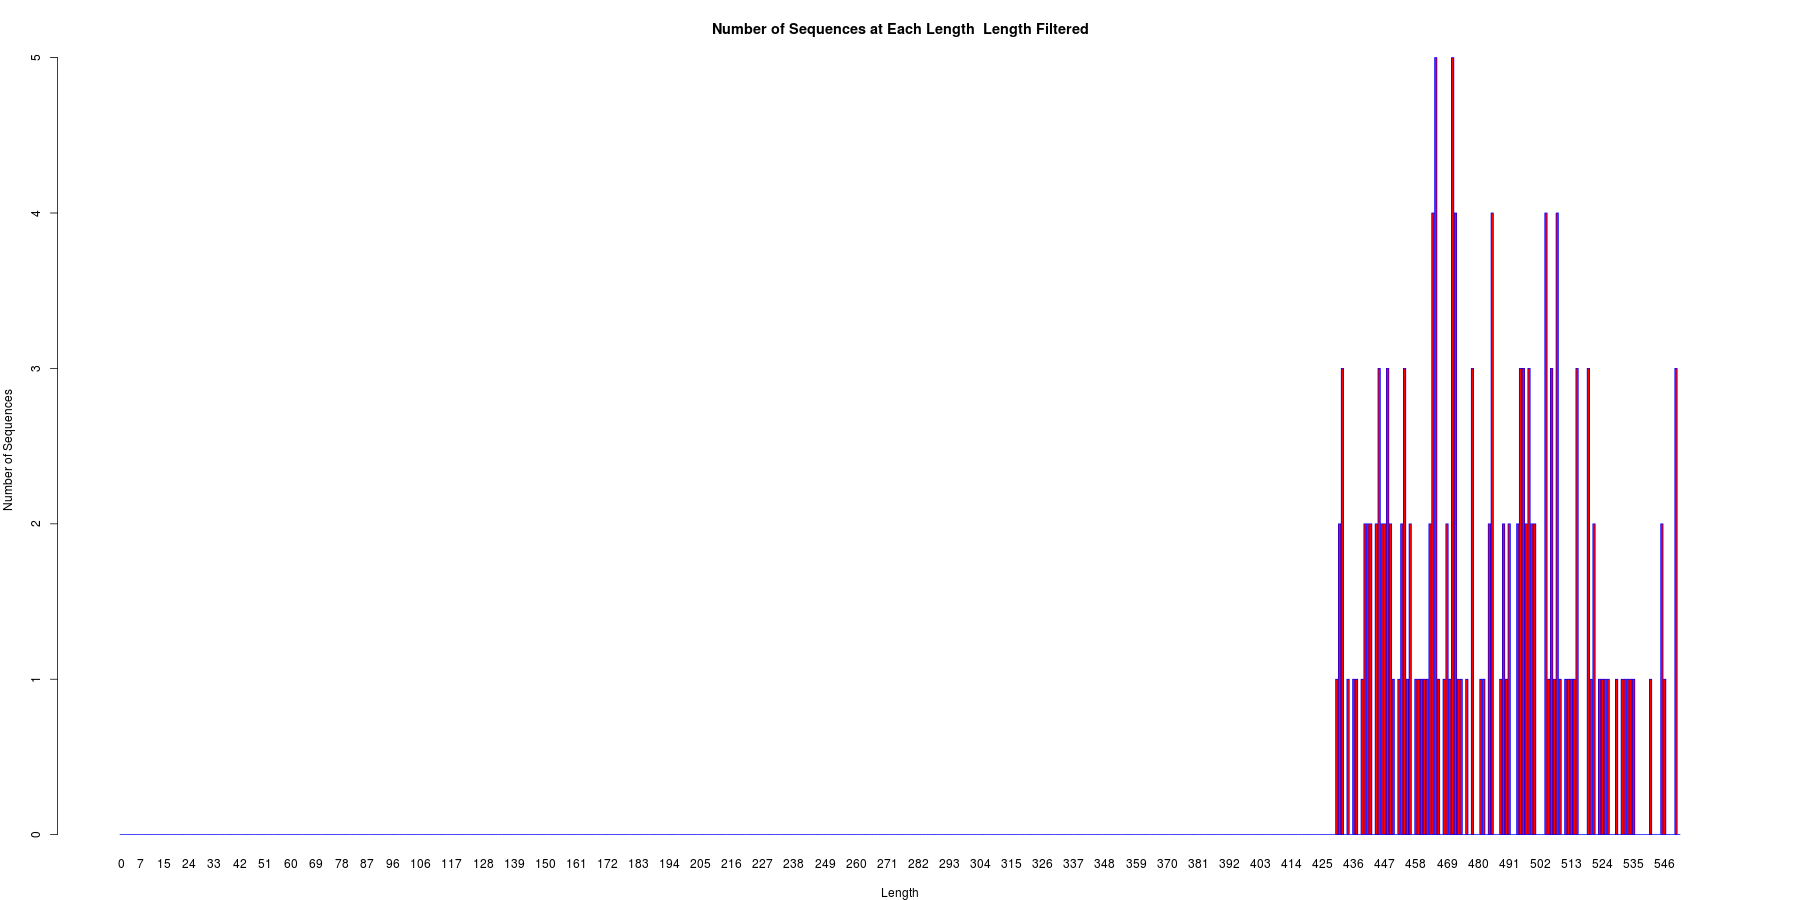 Number of Sequences at Each Length  Length Filtered
5
4
3
2
1
0
Number of Sequences
0 7 15 24 33 42 51 60 69 78 87 96 106 117 128 139 150 161 172 183 194 205 216 227 238 249 260 271 282 293 304 315 326 337 348 359 370 381 392 403 414 425 436 447 458 469 480 491 502 513 524 535 546
Length